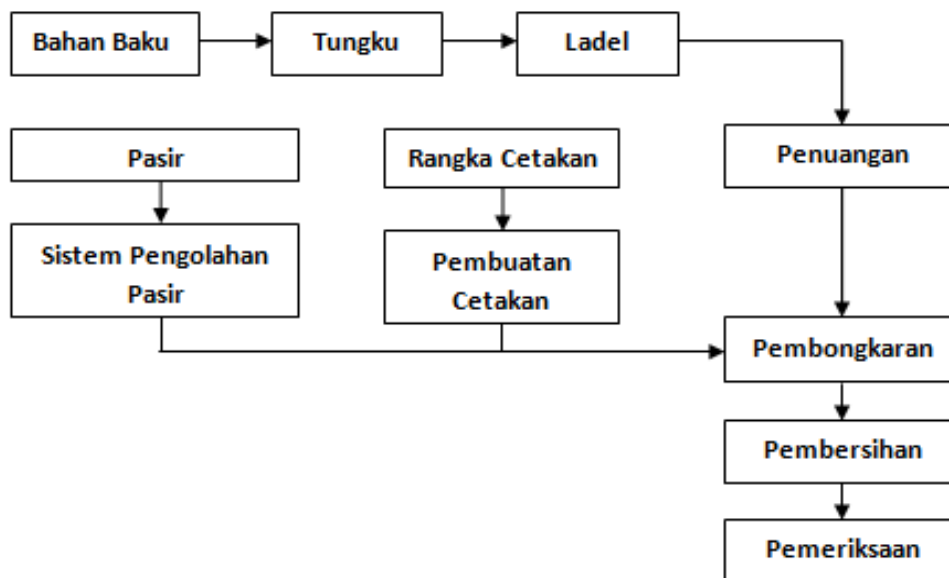 Bahan Baku
Tungku
Ladel
Pasir
Rangka Cetakan
Penuangan
Sistem Pengolahan
Pasir
Pembuatan
Cetakan
Pembongkaran
Pembersihan
Pemeriksaan